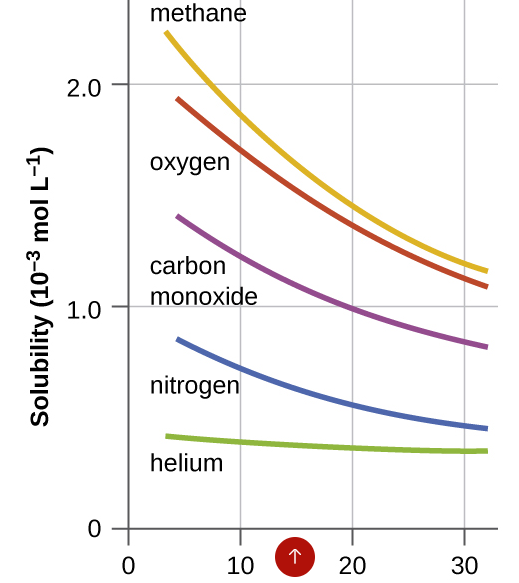 methane
2.0
oxygen
carbon
monoxide
1.0
nitrogen
helium
0
0 10 20 30
Solubility (10⁻³ mol L⁻¹)